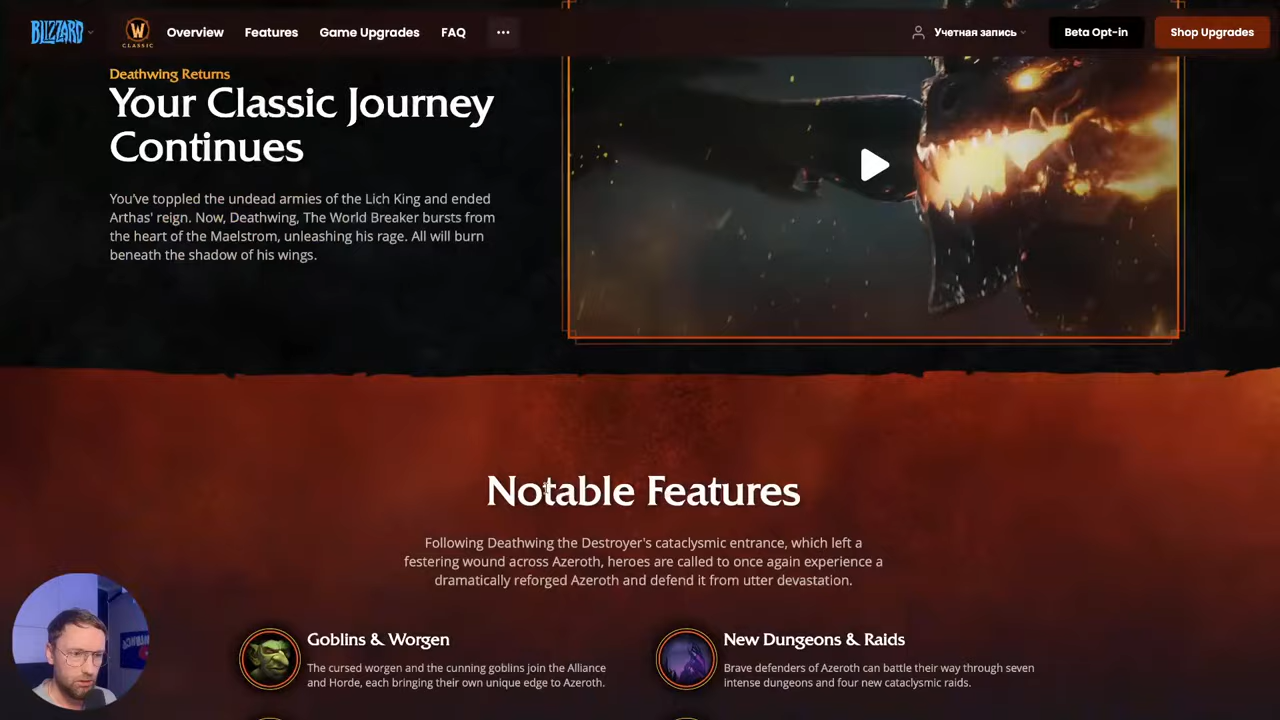 BLIZZARD
W
CLASSIC
Overview
Features
Game Upgrades
FAQ
Учетная запись
Beta Opt-in
Shop Upgrades
Deathwing Returns
Your Classic Journey
Continues
You've toppled the undead armies of the Lich King and ended
Arthas' reign. Now, Deathwing, The World Breaker bursts from
the heart of the Maelstrom, unleashing his rage. All will burn
beneath the shadow of his wings.
Notable Features
Following Deathwing the Destroyer's cataclysmic entrance, which left a
festering wound across Azeroth, heroes are called to once again experience a
dramatically reforged Azeroth and defend it from utter devastation.
Goblins & Worgen
The cursed worgen and the cunning goblins join the Alliance
and Horde, each bringing their own unique edge to Azeroth.
New Dungeons & Raids
Brave defenders of Azeroth can battle their way through seven
intense dungeons and four new cataclysmic raids.